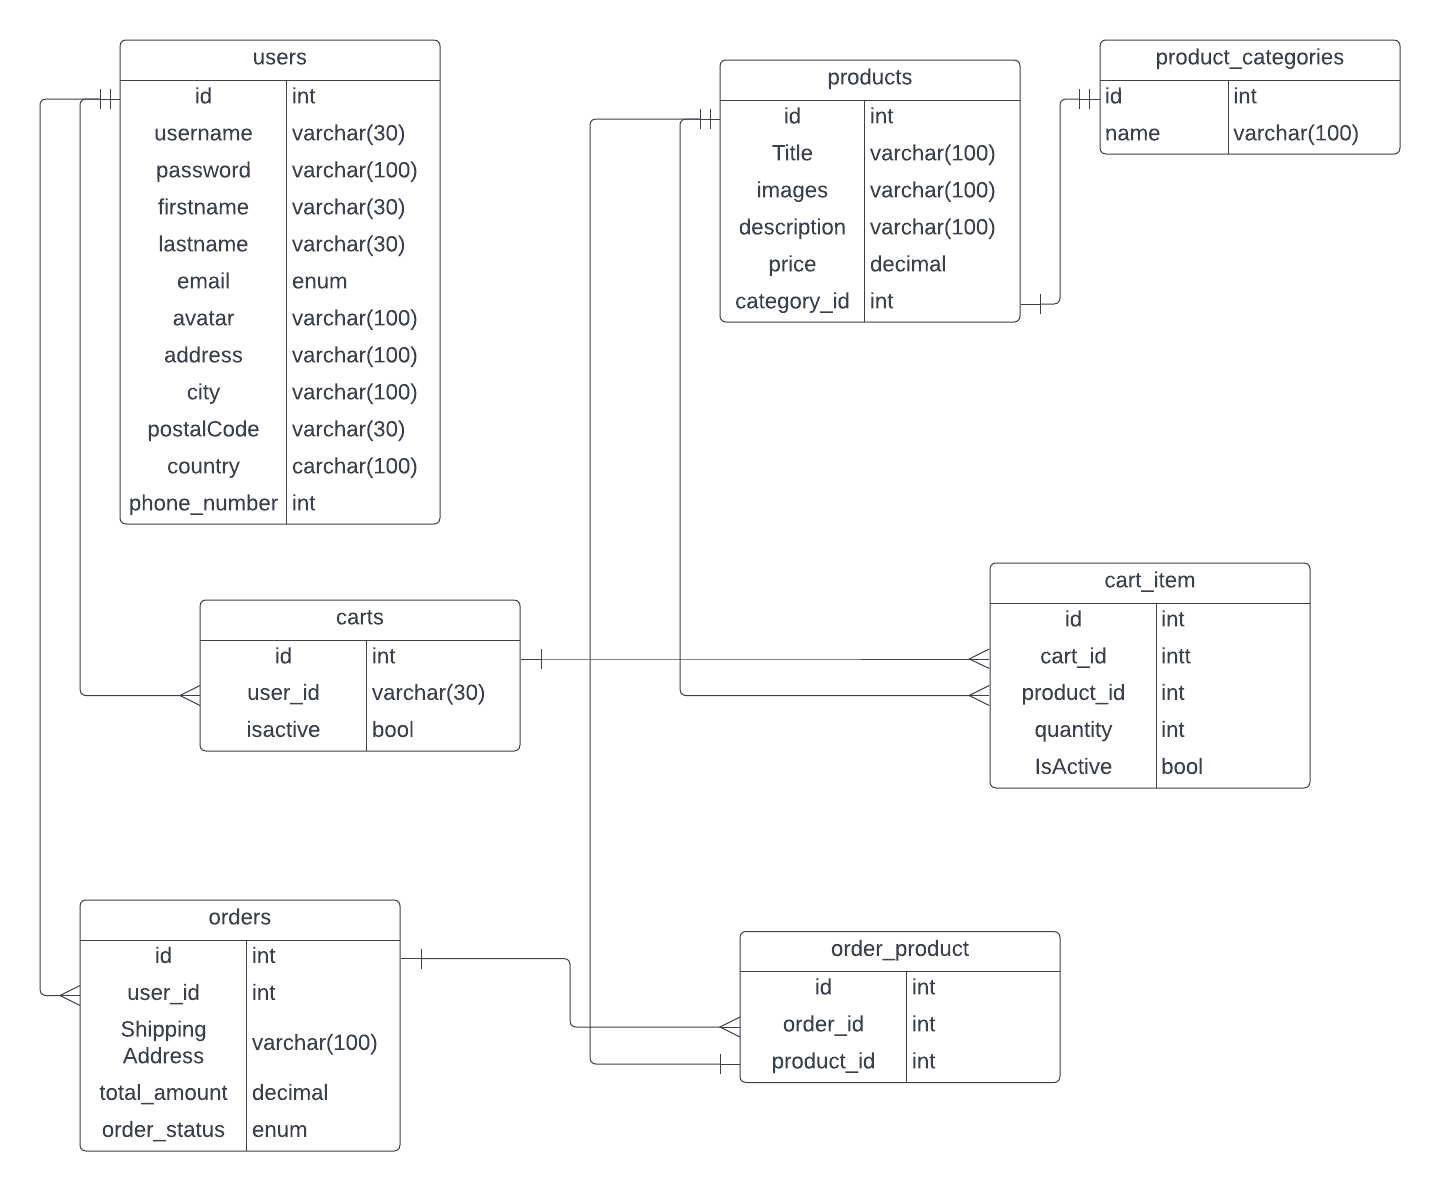 users
id int
username varchar(30)
password varchar(100)
firstname varchar(30)
lastname varchar(30)
email enum
avatar varchar(100)
address varchar(100)
city varchar(100)
postalCode varchar(30)
country carchar(100)
phone_number int
products
id int
Title varchar(100)
images varchar(100)
description varchar(100)
price decimal
category_id int
product_categories
id int
name varchar(100)
carts
id int
user_id varchar(30)
isactive bool
cart_item
id int
cart_id intt
product_id int
quantity int
IsActive bool
orders
id int
user_id int
Shipping
Address varchar(100)
total_amount decimal
order_status enum
order_product
id int
order_id int
product_id int